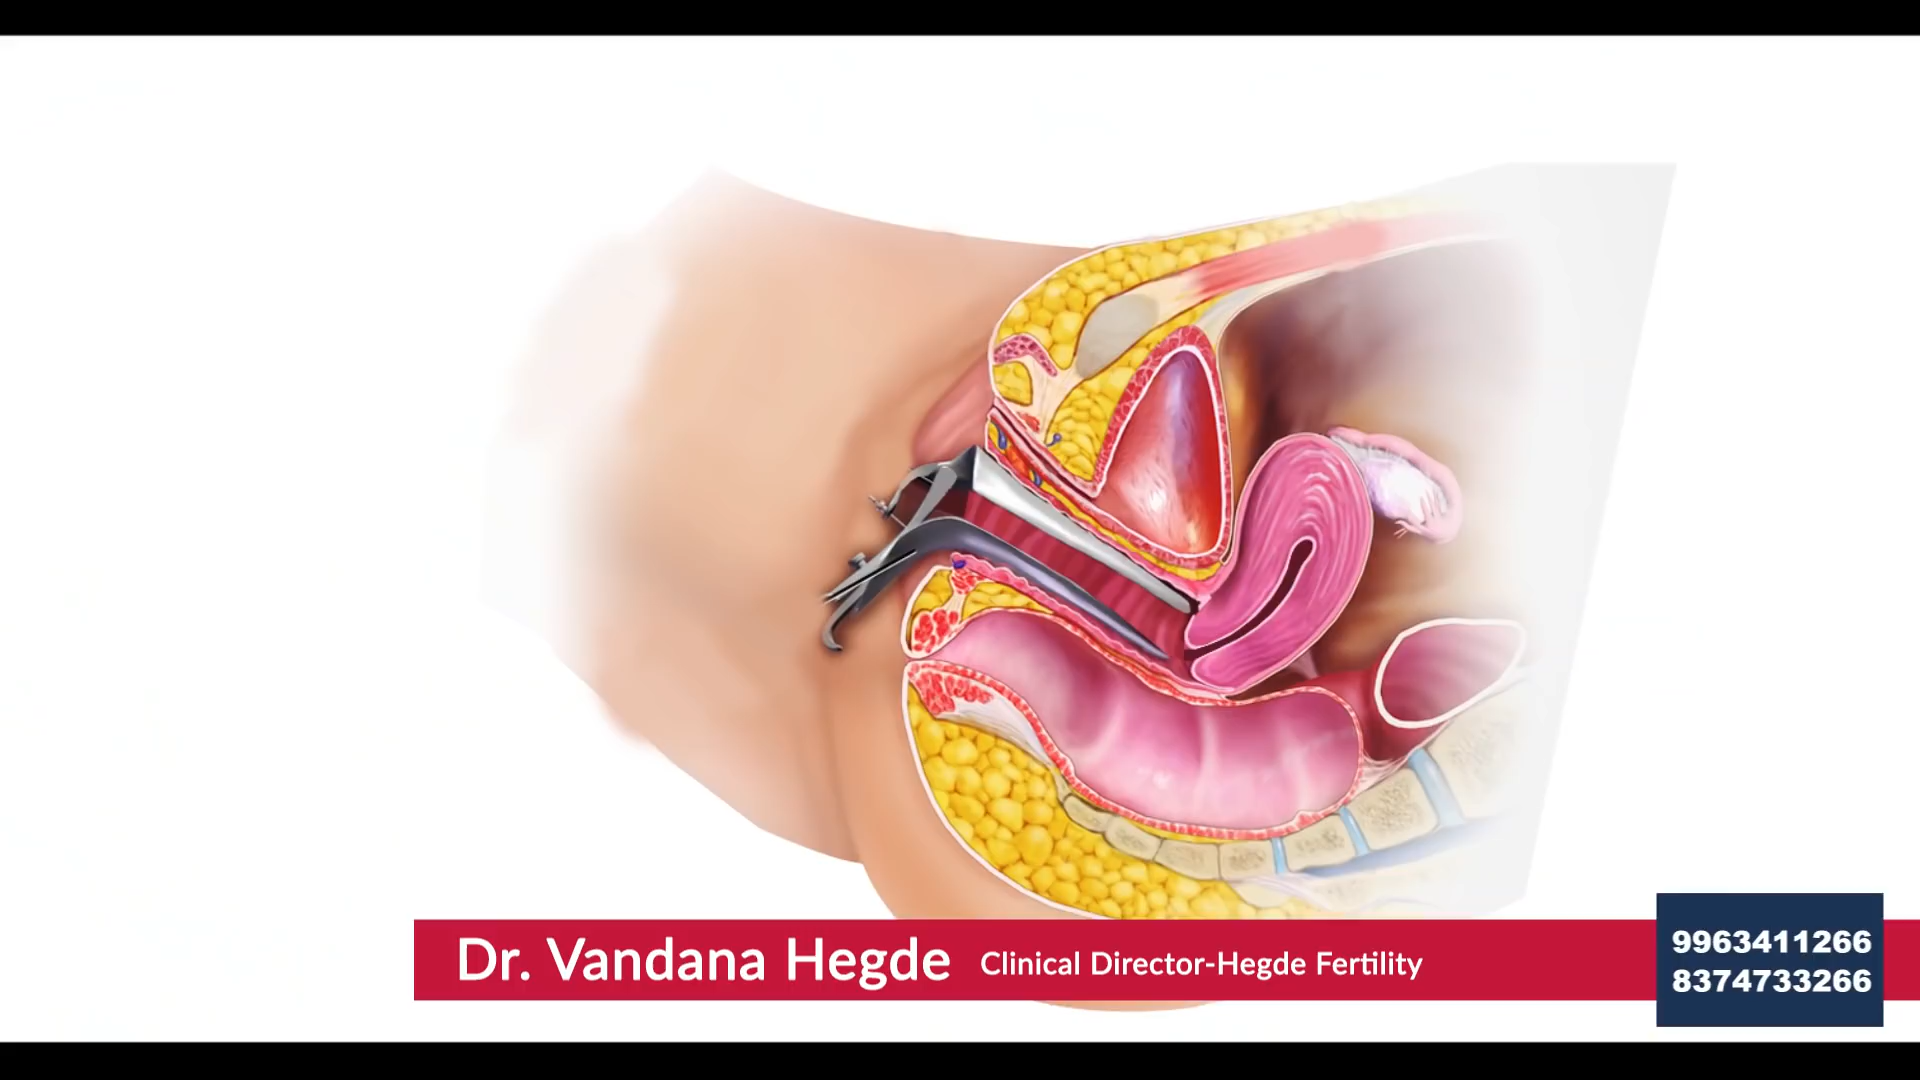 Dr. Vandana Hegde Clinical Director-Hegde Fertility
9963411266
8374733266